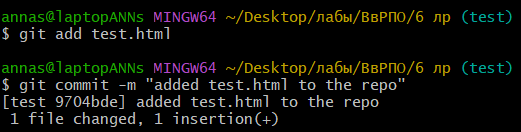 annas@laptopANNs MINGW64 ~/Desktop/лабы/ВвРПО/6 лр (test)
$ git add test.html
annas@laptopANNs MINGW64 ~/Desktop/лабы/ВвРПО/6 лр (test)
$ git commit -m "added test.html to the repo"
[test 9704bde] added test.html to the repo
 1 file changed, 1 insertion(+)